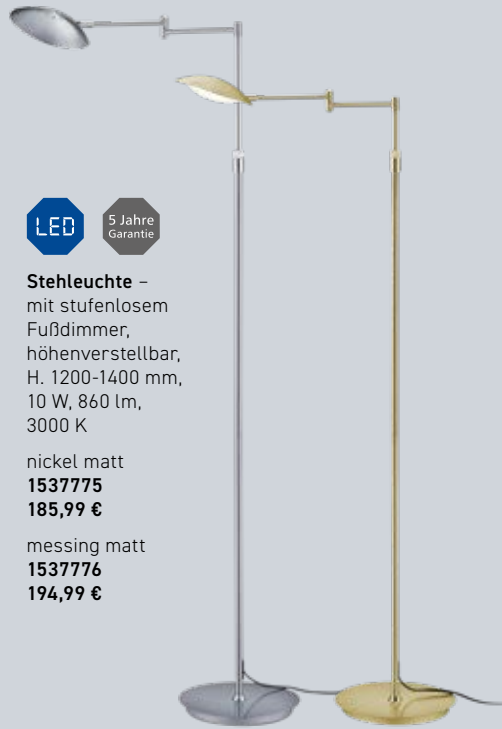 LED
5 Jahre
Garantie
Stehleuchte –
mit stufenlosem
Fußdimmer,
höhenverstellbar,
H. 1200-1400 mm,
10 W, 860 lm,
3000 K
nickel matt
1537775
185,99 €
messing matt
1537776
194,99 €